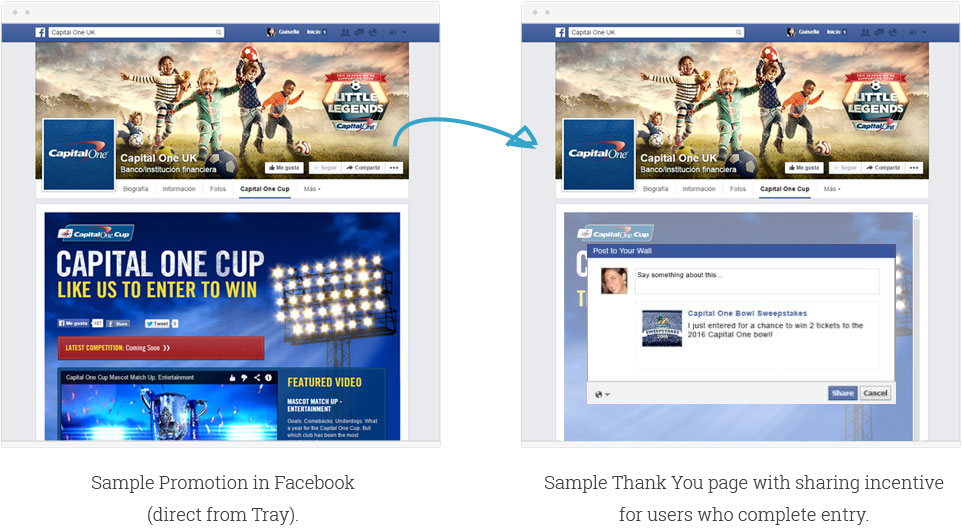 Capital One UK
Guisella
Inicio 1
THIS SEASON WE'RE
SUPPORTING YOUR
8
LITTLE
LEGENDS
Capital One
Capital One
Capital One UK
Banco/institución financiera
Me gusta
+ Seguir
Compartir
Biografía
Información
Fotos
Capital One Cup
Más
Capital One Cup
CAPITAL ONE CUP
LIKE US TO ENTER TO WIN
Me gusta
Share
Tweet
0
LATEST COMPETITION: Coming Soon ❯❯
Capital One Cup Mascot Match Up: Entertainment
FEATURED VIDEO
MASCOT MATCH UP -
ENTERTAINMENT
Goals. Comebacks. Underdogs. What
a year for the Capital One Cup. But
which club has been the most
Sample Promotion in Facebook
(direct from Tray).
Capital One UK
Guisella
Inicio 1
THIS SEASON WE'RE
SUPPORTING YOUR
8
LITTLE
LEGENDS
Capital One
Capital One
Capital One UK
Banco/institución financiera
Me gusta
+ Seguir
Compartir
Biografía
Información
Fotos
Capital One Cup
Más
Capital One Cup
Post to Your Wall
Say something about this...
Capital One Bowl Sweepstakes
I just entered for a chance to win 2 tickets to the
2016 Capital One bowl!
SWEEPSTAKES
Share
Cancel
Sample Thank You page with sharing incentive
for users who complete entry.